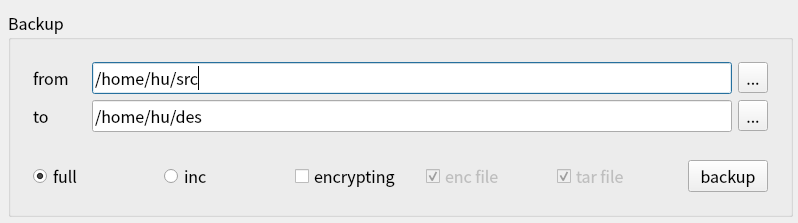 Backup
from /home/hu/src ...
to /home/hu/des ...
full inc encrypting enc file tar file backup